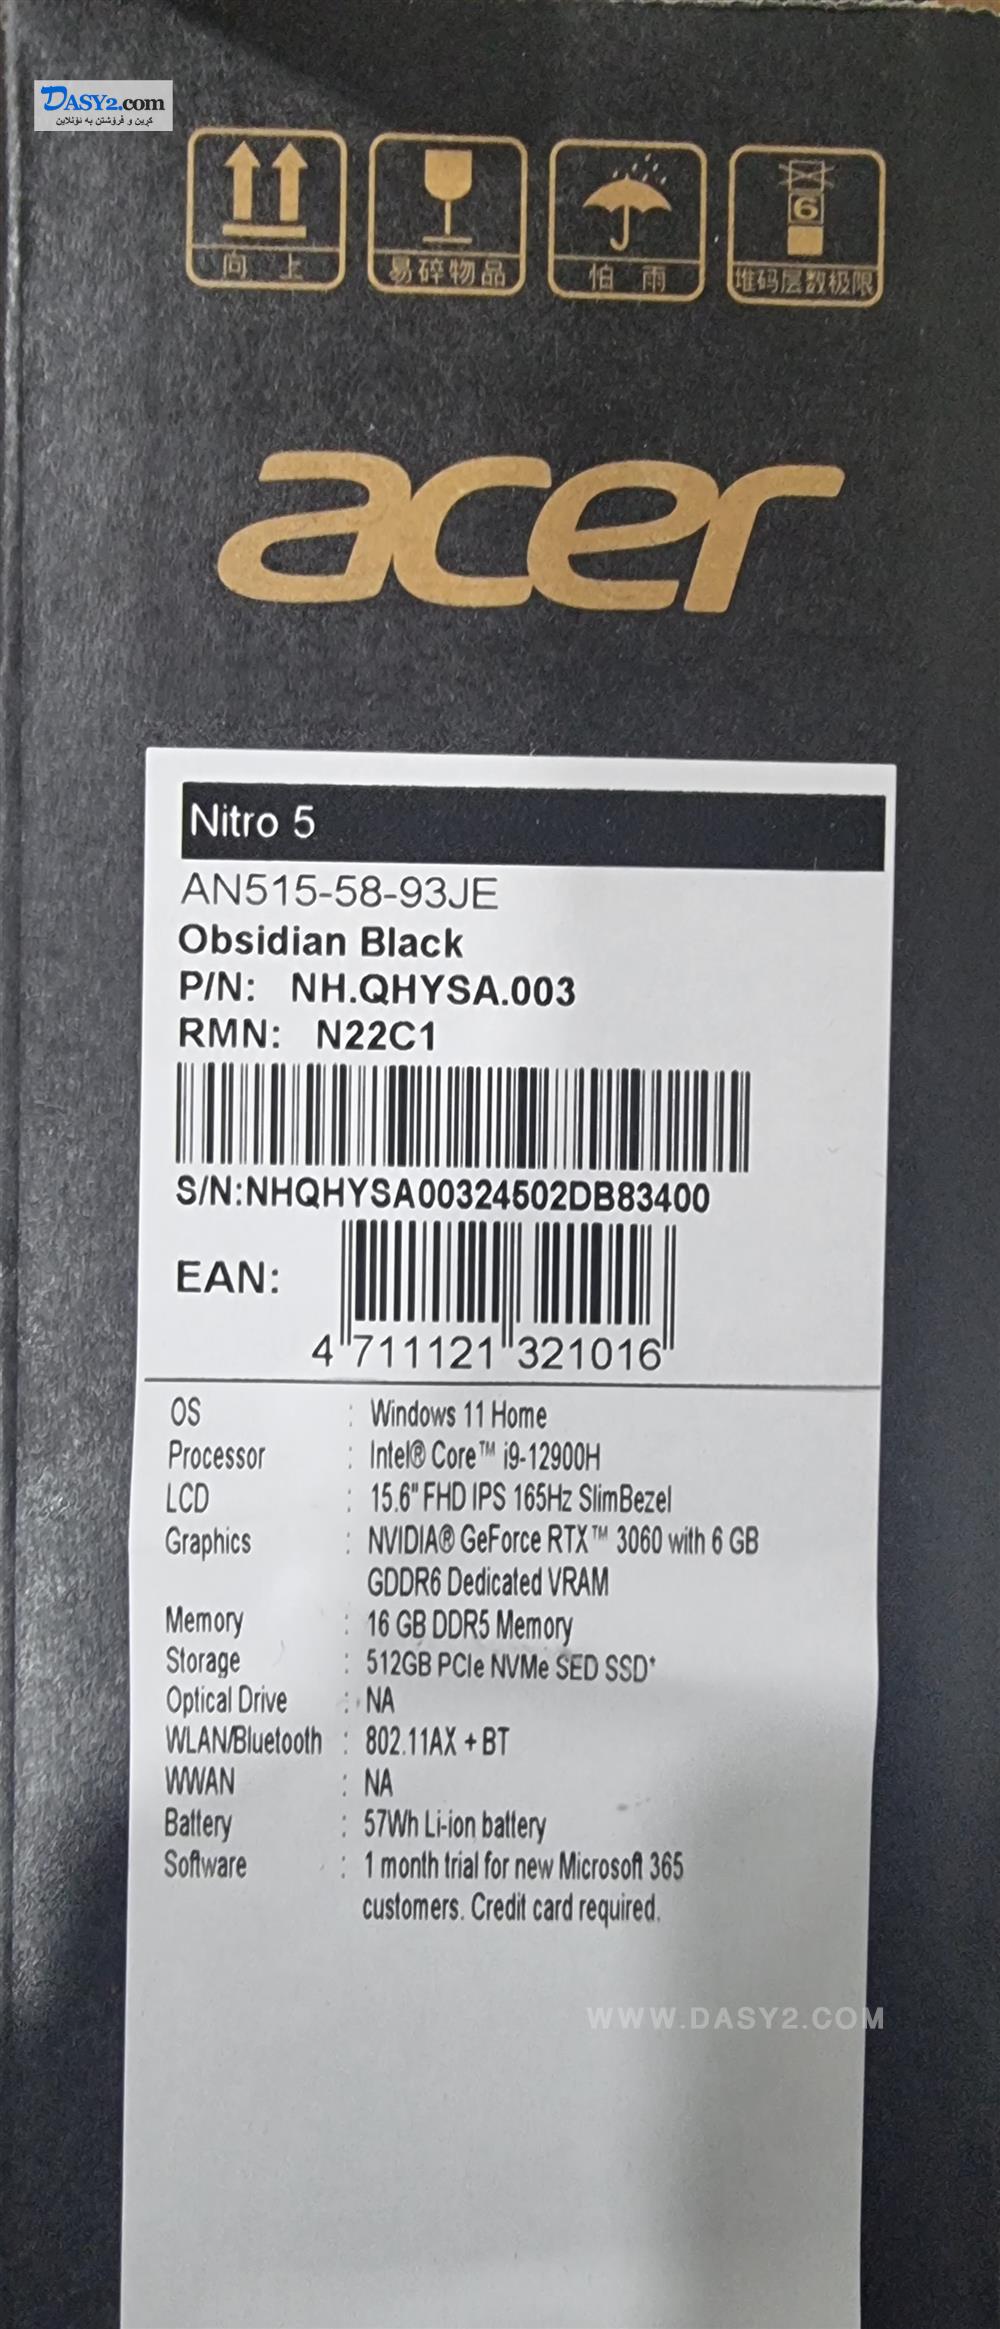 DASY2.com
کڕین و فرۆشتن بە ئۆنلاین
6
向 上
易碎物品
怕 雨
堆码层数极限
acer
Nitro 5
AN515-58-93JE
Obsidian Black
P/N: NH.QHYSA.003
RMN: N22C1
S/N:NHQHYSA00324502DB83400
EAN:
4 711121 321016
OS : Windows 11 Home
Processor : Intel® Core™ i9-12900H
LCD : 15.6" FHD IPS 165Hz SlimBezel
Graphics : NVIDIA® GeForce RTX™ 3060 with 6 GB
GDDR6 Dedicated VRAM
Memory : 16 GB DDR5 Memory
Storage : 512GB PCIe NVMe SED SSD*
Optical Drive : NA
WLAN/Bluetooth : 802.11AX + BT
WWAN : NA
Battery : 57Wh Li-ion battery
Software : 1 month trial for new Microsoft 365
customers. Credit card required.
WWW.DASY2.COM